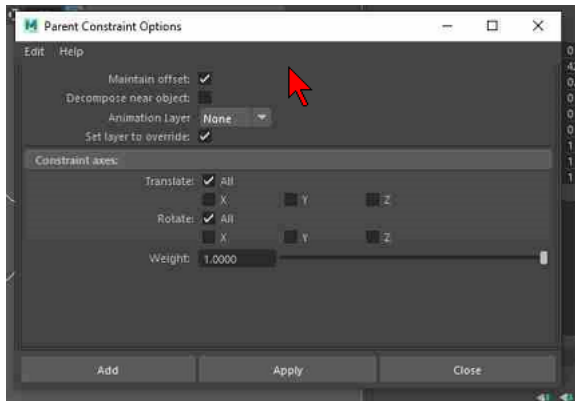 Parent Constraint Options
Edit Help
Maintain offset:
Decompose near object:
Animation Layer None
Set layer to override:
Constraint axes:
Translate: All
X Y Z
Rotate: All
X Y Z
Weight: 1.0000
Add Apply Close